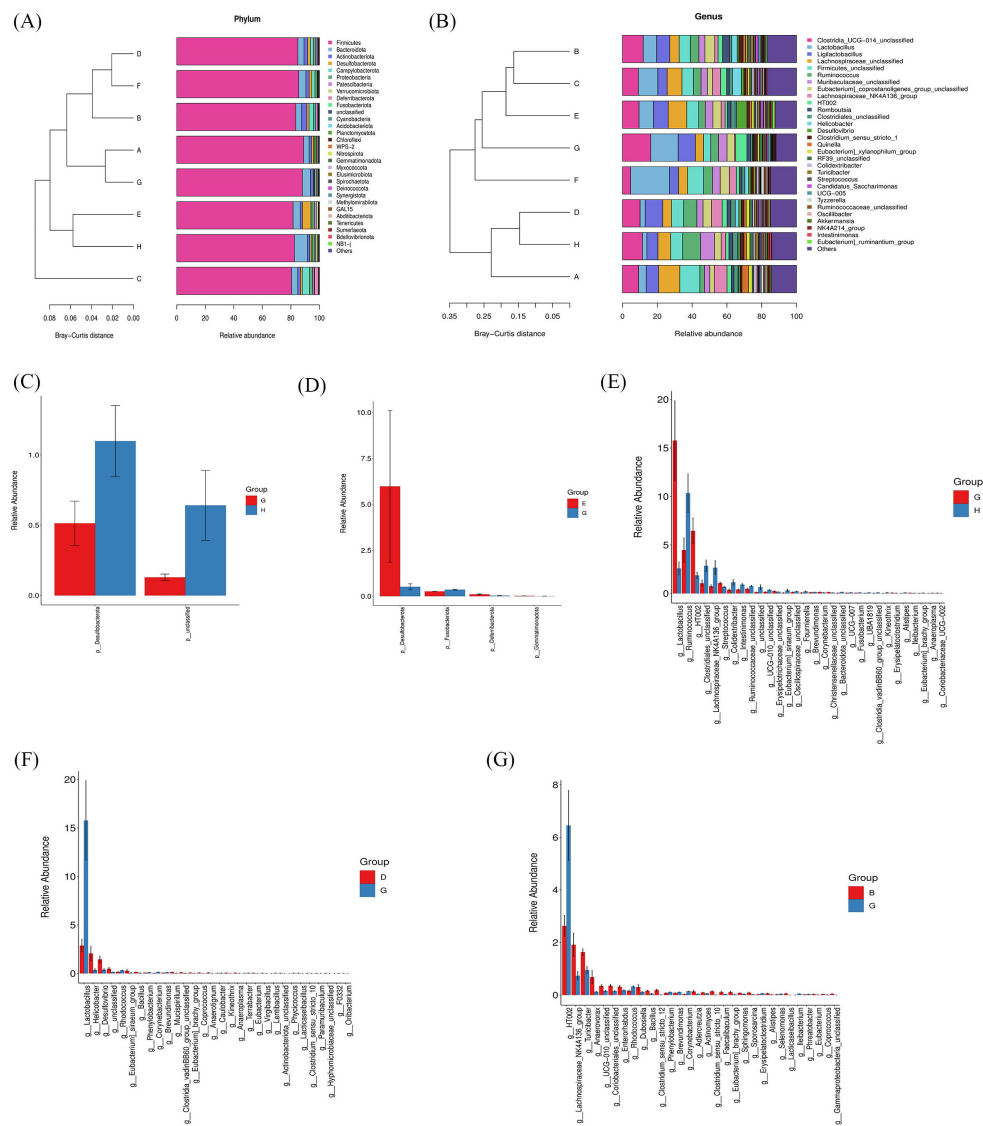 (A)
Phylum
D
F
B
A
G
E
H
C
0.08
0.06
0.04
0.02
0.00
Bray−Curtis distance
0
20
40
60
80
100
Relative abundance
Firmicutes
Bacteroidota
Actinobacteriota
Desulfobacterota
Campylobacterota
Proteobacteria
Patescibacteria
Verrucomicrobiota
Deferribacterota
Fusobacteriota
unclassified
Cyanobacteria
Acidobacteriota
Planctomycetota
Chloroflexi
WPS−2
Nitrospirota
Gemmatimonadota
Myxococcota
Elusimicrobiota
Spirochaetota
Deinococcota
Synergistota
Methylomirabilota
GAL15
Abditibacteriota
Tenericutes
Sumerlaeota
Bdellovibrionota
NB1−j
Others
(B)
Genus
B
C
E
G
F
D
H
A
0.35
0.25
0.15
0.05
Bray−Curtis distance
0
20
40
60
80
100
Relative abundance
Clostridia_UCG−014_unclassified
Lactobacillus
Ligilactobacillus
Lachnospiraceae_unclassified
Firmicutes_unclassified
Ruminococcus
Muribaculaceae_unclassified
Eubacterium]_coprostanoligenes_group_unclassified
Lachnospiraceae_NK4A136_group
HT002
Romboutsia
Clostridiales_unclassified
Helicobacter
Desulfovibrio
Clostridium_sensu_stricto_1
Quinella
Eubacterium]_xylanophilum_group
RF39_unclassified
Colidextribacter
Turicibacter
Streptococcus
Candidatus_Saccharimonas
UCG−005
Tyzzerella
Ruminococcaceae_unclassified
Oscillibacter
Akkermansia
NK4A214_group
Intestinimonas
Eubacterium]_ruminantium_group
Others
(C)
Relative Abundance
1.0
0.5
0.0
p_Desulfobacterota
p_unclassified
Group
G
H
(D)
Relative Abundance
10.0
7.5
5.0
2.5
0.0
p_Desulfobacterota
p_Fusobacteriota
p_Deferribacterota
p_Gemmatimonadota
Group
E
G
(E)
Relative Abundance
20
15
10
5
0
g__Lactobacillus
g__Ruminococcus
g__HT002
g__Clostridiales_unclassified
g__Lachnospiraceae_NK4A136_group
g__Streptococcus
g__Colidextribacter
g__Intestinimonas
g__Ruminococcaceae_unclassified
g__unclassified
g__UCG−010_unclassified
g__Erysipelotrichaceae_unclassified
g__Eubacterium]_siraeum_group
g__Oscillospiraceae_unclassified
g__Fournierella
g__Brevundimonas
g__Corynebacterium
g__Christensenellaceae_unclassified
g__Bacteroidota_unclassified
g__UCG−007
g__Fusobacterium
g__UBA1819
g__Clostridia_vadinBB60_group_unclassified
g__Kineothrix
g__Erysipelatoclostridium
g__Alistipes
g__Ileibacterium
g__Eubacterium]_brachy_group
g__Anaeroplasma
g__Coriobacteriaceae_UCG−002
Group
G
H
(F)
Relative Abundance
20
15
10
5
0
g__Lactobacillus
g__Helicobacter
g__Desulfovibrio
g__unclassified
g__Rhodococcus
g__Eubacterium]_siraeum_group
g__Bacillus
g__Phenylobacterium
g__Corynebacterium
g__Brevundimonas
g__Mucispirillum
g__Clostridia_vadinBB60_group_unclassified
g__Eubacterium]_brachy_group
g__Coprococcus
g__Anaerotignum
g__Caulobacter
g__Kineothrix
g__Anaeroplasma
g__Terrabacter
g__Eubacterium
g__Virgibacillus
g__Lentibacillus
g__Actinobacteriota_unclassified
g__Lacticaseibacillus
g__Phycicoccus
g__Clostridium_sensu_stricto_10
g__Paramuribaculum
g__Hyphomicrobiaceae_unclassified
g__F0332
g__Oribacterium
Group
D
G
(G)
Relative Abundance
8
6
4
2
0
g__HT002
g__Lachnospiraceae_NK4A136_group
g__Turicibacter
g__Anaerovorax
g__UCG−010_unclassified
g__Coriobacteriales_unclassified
g__Enterorhabdus
g__Rhodococcus
g__Dubosiella
g__Bacillus
g__Clostridium_sensu_stricto_12
g__Phenylobacterium
g__Brevundimonas
g__Corynebacterium
g__Adlercreutzia
g__Actinomyces
g__Clostridium_sensu_stricto_10
g__Faecalibaculum
g__Eubacterium]_brachy_group
g__Sphingomonas
g__Sporosarcina
g__Erysipelatoclostridium
g__Alistipes
g__Selenomonas
g__Lacticaseibacillus
g__Ileibacterium
g__Phreatobacter
g__Eubacterium
g__Coprococcus
g__Gammaproteobacteria_unclassified
Group
B
G